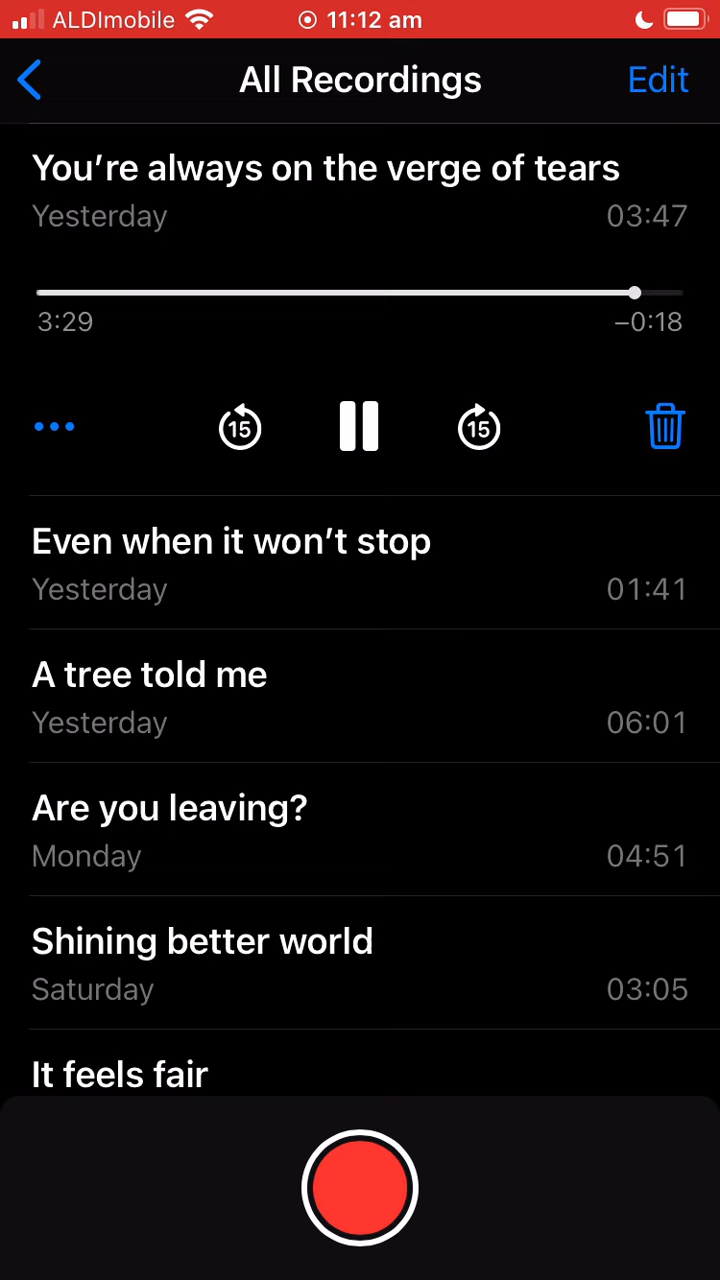 ALDImobile 11:12 am
All Recordings Edit
You’re always on the verge of tears
Yesterday 03:47
3:29 –0:18
15 15
Even when it won’t stop
Yesterday 01:41
A tree told me
Yesterday 06:01
Are you leaving?
Monday 04:51
Shining better world
Saturday 03:05
It feels fair